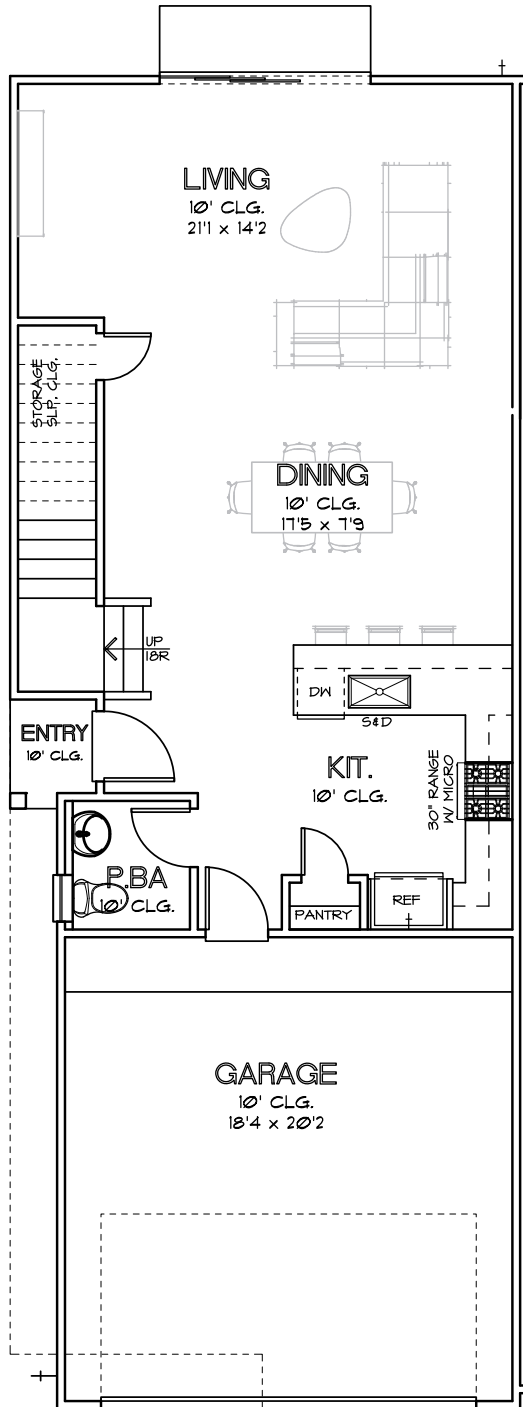 LIVING
10' CLG.
21'1 x 14'2
STORAGE
SLP. CLG.
DINING
10' CLG.
17'5 x 7'9
UP
18R
DW
S&D
ENTRY
10' CLG.
KIT.
10' CLG.
30" RANGE
W/ MICRO
P.BA
10' CLG.
PANTRY
REF
GARAGE
10' CLG.
18'4 x 20'2